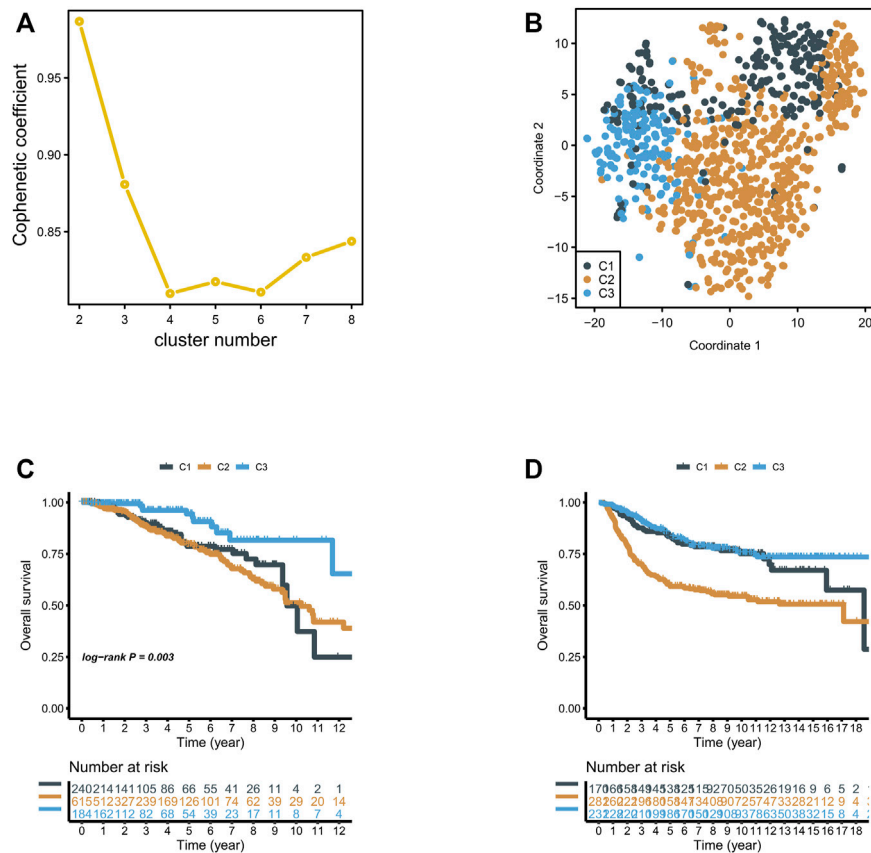 A
Cophenetic coefficient
0.95
0.90
0.85
2 3 4 5 6 7 8
cluster number
B
Coordinate 2
10
5
0
−5
−10
−15
C1
C2
C3
−20 −10 0 10 20
Coordinate 1
C
C1 C2 C3
Overall survival
1.00
0.75
0.50
0.25
0.00
log−rank P = 0.003
0 1 2 3 4 5 6 7 8 9 10 11 12
Time (year)
Number at risk
240 214 141 105 86 66 55 41 26 11 4 2 1
615 512 327 239 169 126 101 74 62 39 29 20 14
184 162 112 82 68 54 39 23 17 11 8 7 4
0 1 2 3 4 5 6 7 8 9 10 11 12
Time (year)
D
C1 C2 C3
Overall survival
1.00
0.75
0.50
0.25
0.00
0 1 2 3 4 5 6 7 8 9 10 11 12 13 14 15 16 17 18
Time (year)
Number at risk
0 1 2 3 4 5 6 7 8 9 10 11 12 13 14 15 16 17 18
Time (year)